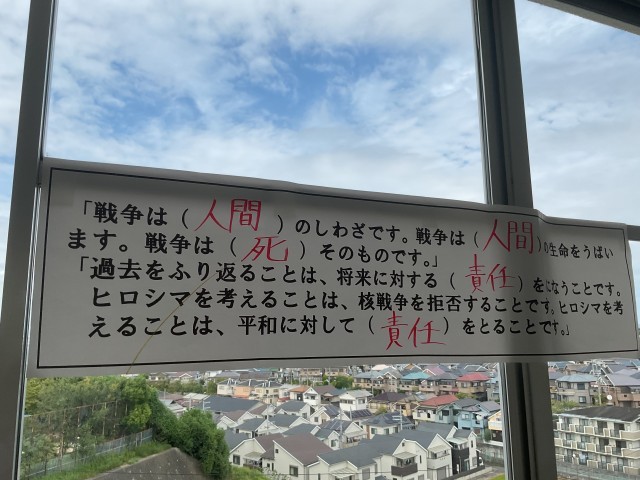 「戦争は（人間）のしわざです。戦争は（人間）の生命をうばい
ます。戦争は（死）そのものです。」
「過去をふり返ることは、将来に対する（責任）をになうことです。
ヒロシマを考えることは、核戦争を拒否することです。ヒロシマを考
えることは、平和に対して（責任）をとることです。」